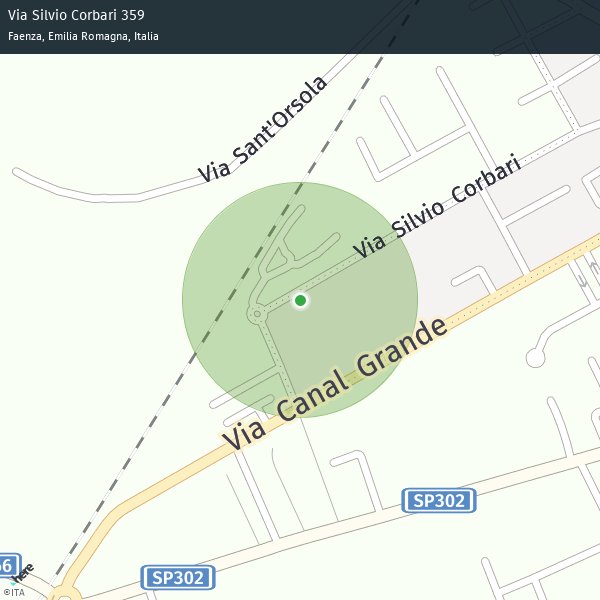 Via Silvio Corbari 359
Faenza, Emilia Romagna, Italia
Via Sant'Orsola
Via Silvio Corbari
Via Canal Grande
SP302
SP302
here
©ITA